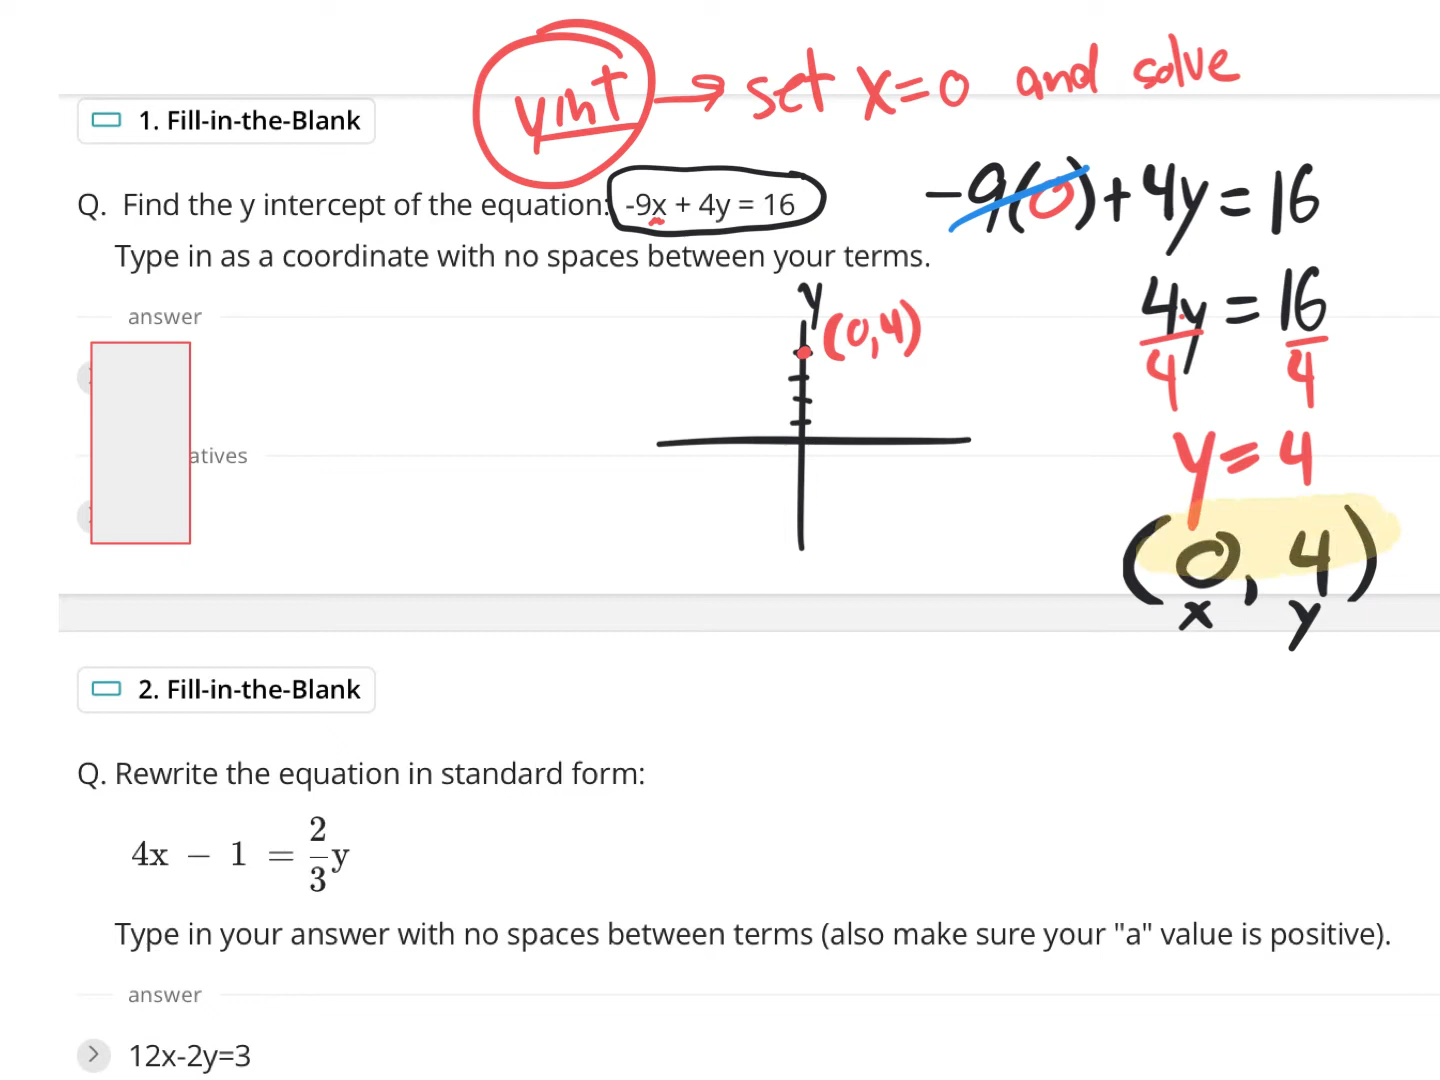 yint → set x=0 and solve
1. Fill-in-the-Blank
Q. Find the y intercept of the equation: -9x + 4y = 16
Type in as a coordinate with no spaces between your terms.
-9(0)+4y=16
4y = 16
4 4
y=4
(0, 4)
x y
answer
y
(0,4)
atives
2. Fill-in-the-Blank
Q. Rewrite the equation in standard form:
4x − 1 = 2/3 y
Type in your answer with no spaces between terms (also make sure your "a" value is positive).
answer
12x-2y=3